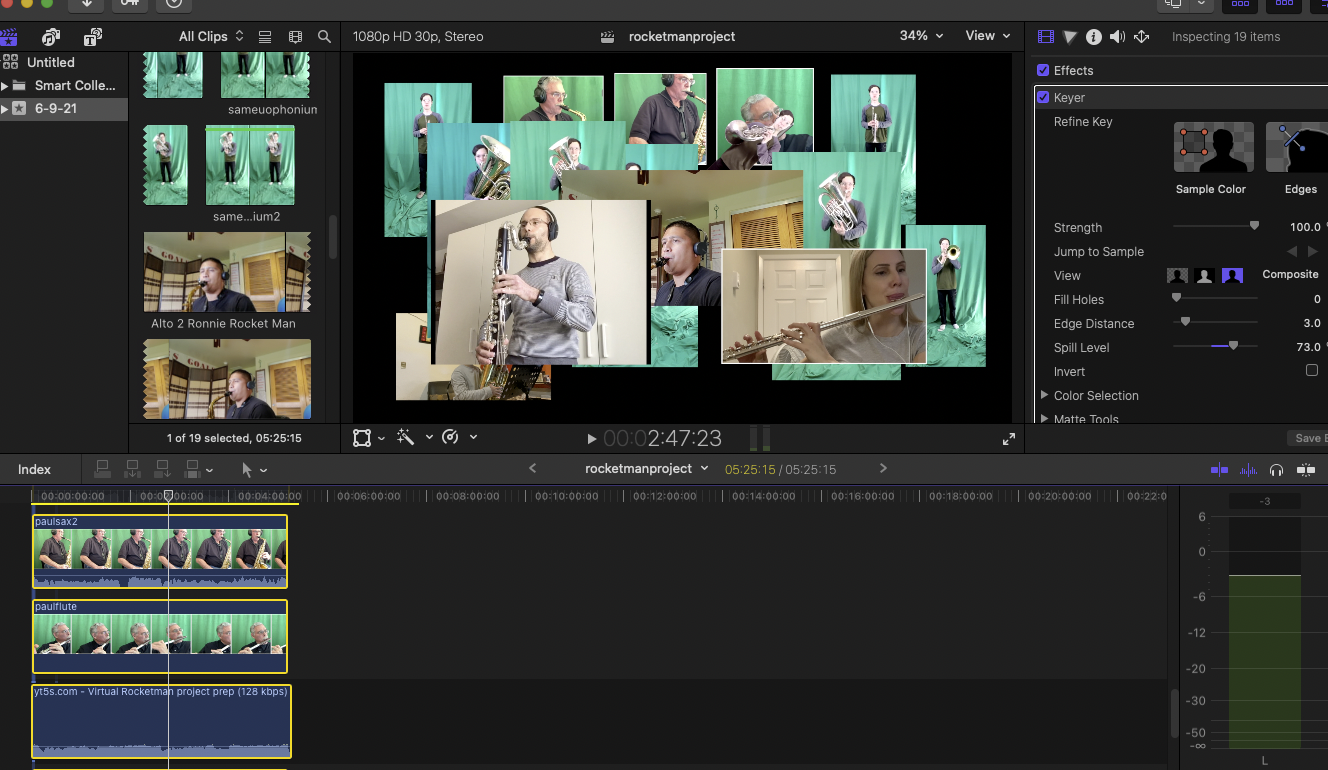 All Clips
1080p HD 30p, Stereo
rocketmanproject
34%
View
Inspecting 19 items
Untitled
Smart Colle...
6-9-21
sameuophoniun
same...ium2
Alto 2 Ronnie Rocket Man
1 of 19 selected, 05:25:15
Effects
Keyer
Refine Key
Sample Color
Edges
Strength
100.0
Jump to Sample
View
Composite
Fill Holes
0
Edge Distance
3.0
Spill Level
73.0
Invert
Color Selection
Matte Tools
00:02:47:23
Save E
Index
rocketmanproject
05:25:15 / 05:25:15
00:00:00:00
00:04:00:00
00:06:00:00
00:08:00:00
00:10:00:00
00:12:00:00
00:14:00:00
00:16:00:00
00:18:00:00
00:20:00:00
00:22:0
paulsax2
paulflute
yt5s.com - Virtual Rocketman project prep (128 kbps)
-3
6
0
-6
-12
-20
-30
-50
-∞
L